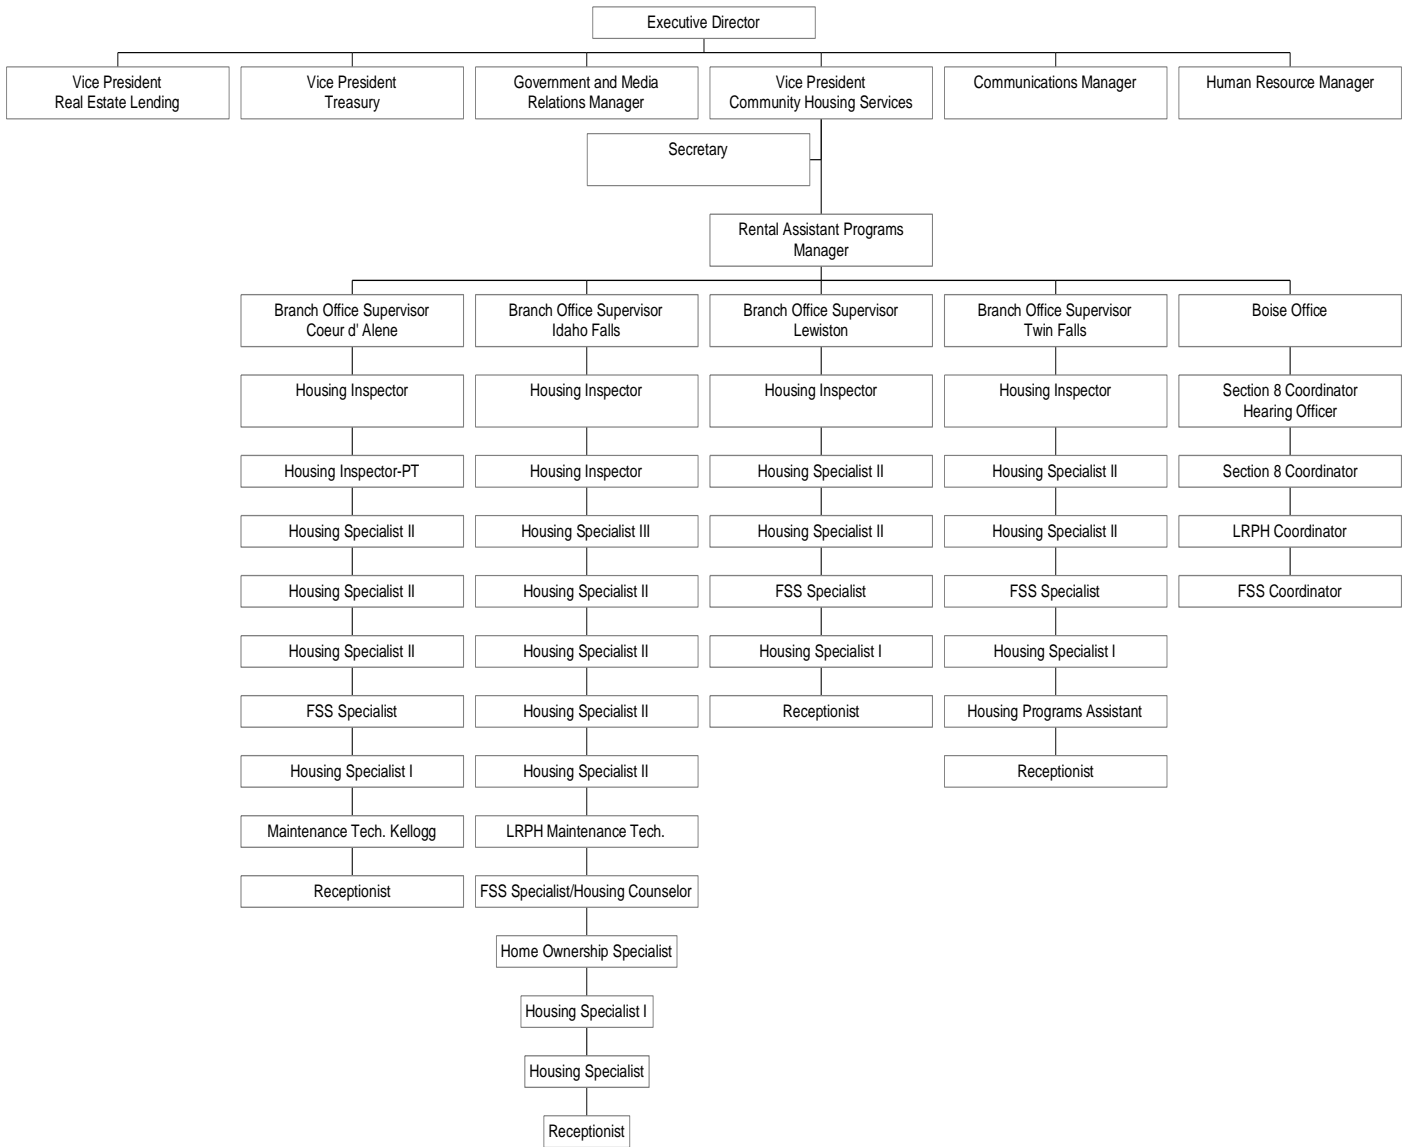 Executive Director
Vice President
Real Estate Lending
Vice President
Treasury
Government and Media
Relations Manager
Vice President
Community Housing Services
Communications Manager
Human Resource Manager
Secretary
Rental Assistant Programs
Manager
Branch Office Supervisor
Coeur d' Alene
Branch Office Supervisor
Idaho Falls
Branch Office Supervisor
Lewiston
Branch Office Supervisor
Twin Falls
Boise Office
Housing Inspector
Housing Inspector
Housing Inspector
Housing Inspector
Section 8 Coordinator
Hearing Officer
Housing Inspector-PT
Housing Inspector
Housing Specialist II
Housing Specialist II
Section 8 Coordinator
Housing Specialist II
Housing Specialist III
Housing Specialist II
Housing Specialist II
LRPH Coordinator
Housing Specialist II
Housing Specialist II
FSS Specialist
FSS Specialist
FSS Coordinator
Housing Specialist II
Housing Specialist II
Housing Specialist I
Housing Specialist I
FSS Specialist
Housing Specialist II
Receptionist
Housing Programs Assistant
Housing Specialist I
Housing Specialist II
Receptionist
Maintenance Tech. Kellogg
LRPH Maintenance Tech.
Receptionist
FSS Specialist/Housing Counselor
Home Ownership Specialist
Housing Specialist I
Housing Specialist
Receptionist